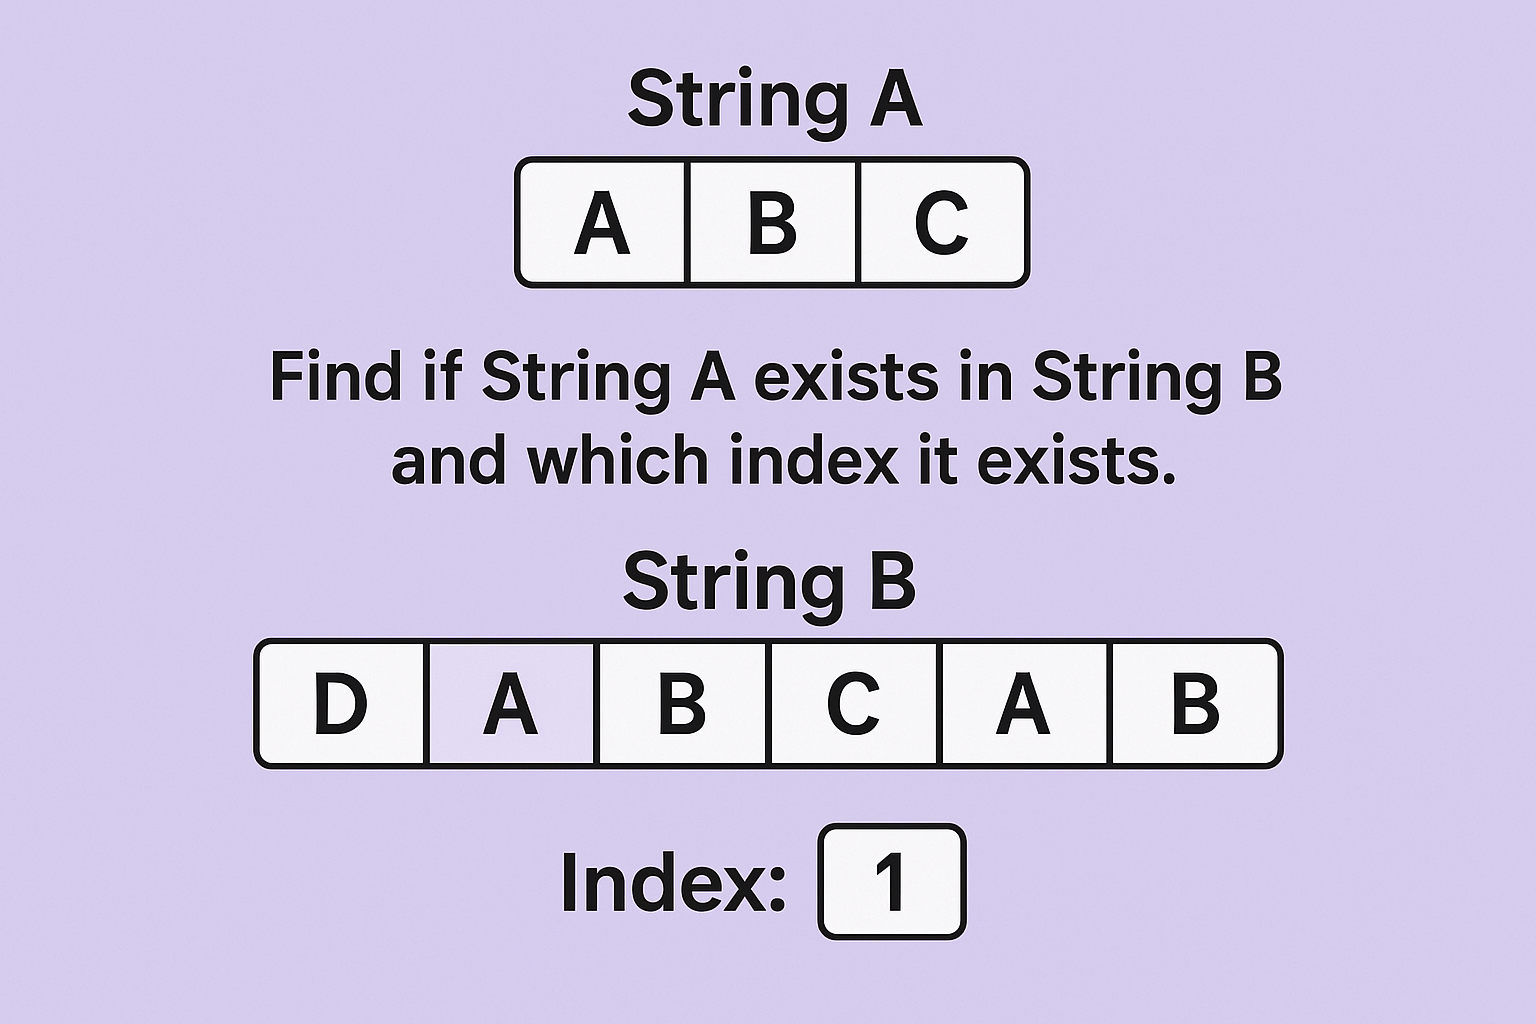 String A
A B C
Find if String A exists in String B
and which index it exists.
String B
D A B C A B
Index: 1